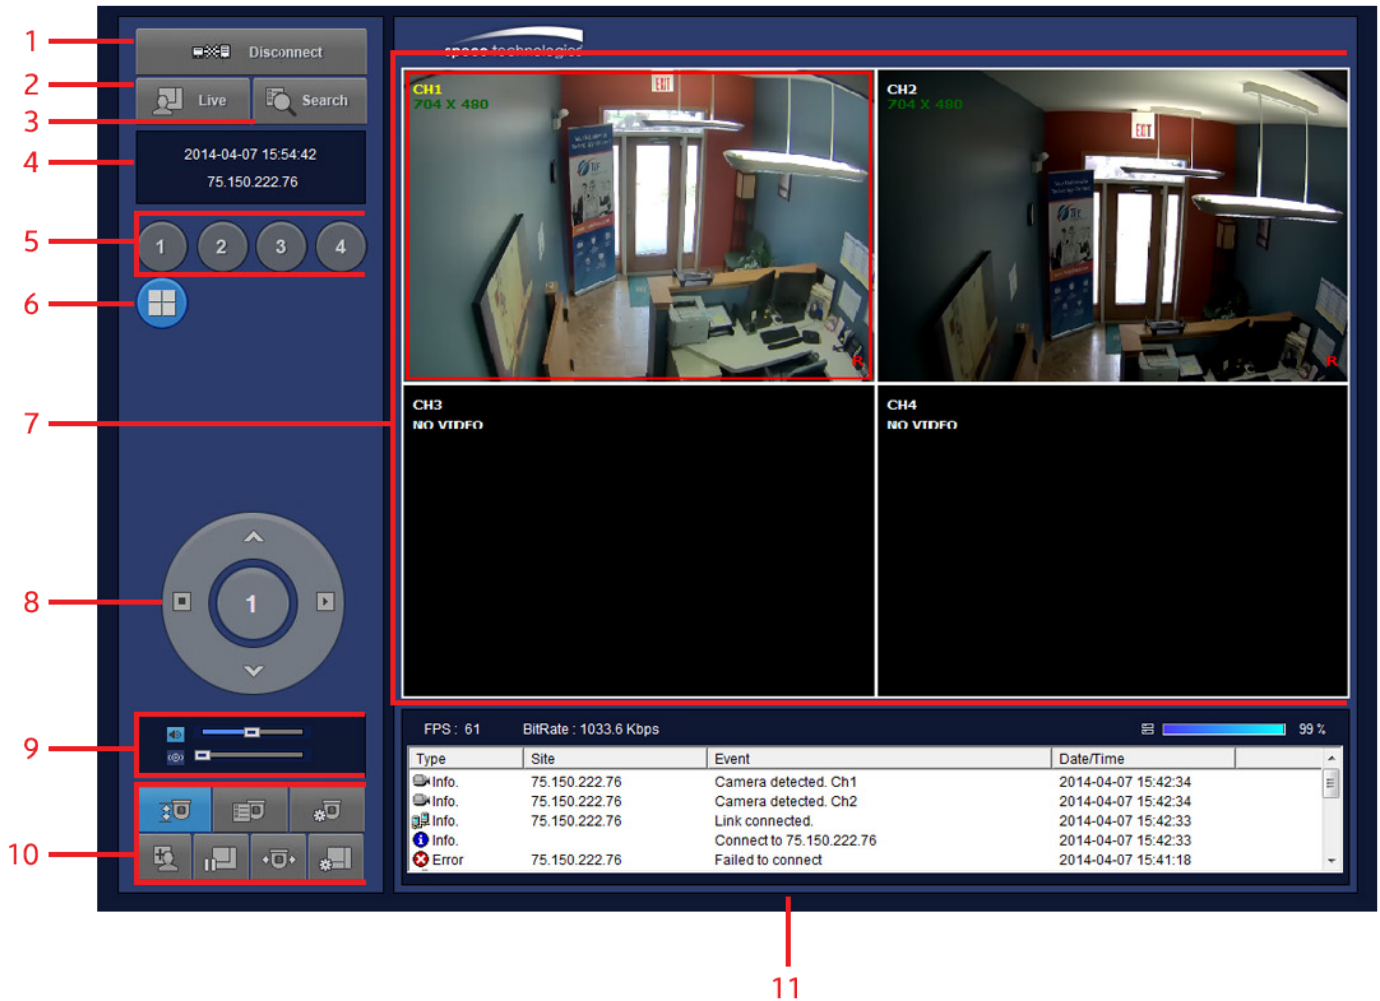 1
Disconnect
2
Live
Search
3
4
2014-04-07 15:54:42
75.150.222.76
5
1
2
3
4
6
7
8
1
9
10
speco technologies
CH1
704 X 480
EXIT
R
CH2
704 X 480
EXIT
R
CH3
NO VIDEO
CH4
NO VIDEO
FPS : 61
BitRate : 1033.6 Kbps
99 %
Type Site Event Date/Time
Info. 75.150.222.76 Camera detected. Ch1 2014-04-07 15:42:34
Info. 75.150.222.76 Camera detected. Ch2 2014-04-07 15:42:34
Info. 75.150.222.76 Link connected. 2014-04-07 15:42:33
Info. Connect to 75.150.222.76 2014-04-07 15:42:33
Error 75.150.222.76 Failed to connect 2014-04-07 15:41:18
11